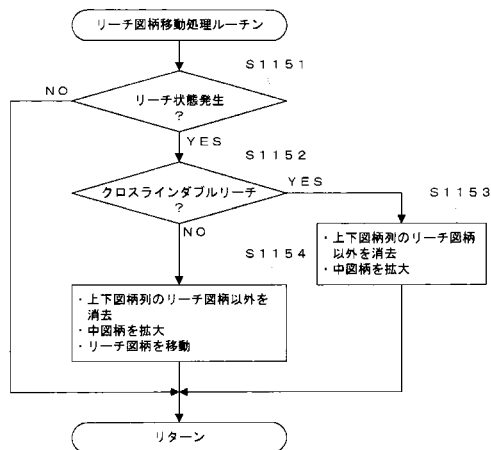 リーチ図柄移動処理ルーチン
S1151
NO
リーチ状態発生
?
YES
S1152
クロスラインダブルリーチ
?
YES
S1153
NO
・上下図柄列のリーチ図柄
以外を消去
・中図柄を拡大
S1154
・上下図柄列のリーチ図柄以外を
消去
・中図柄を拡大
・リーチ図柄を移動
リターン